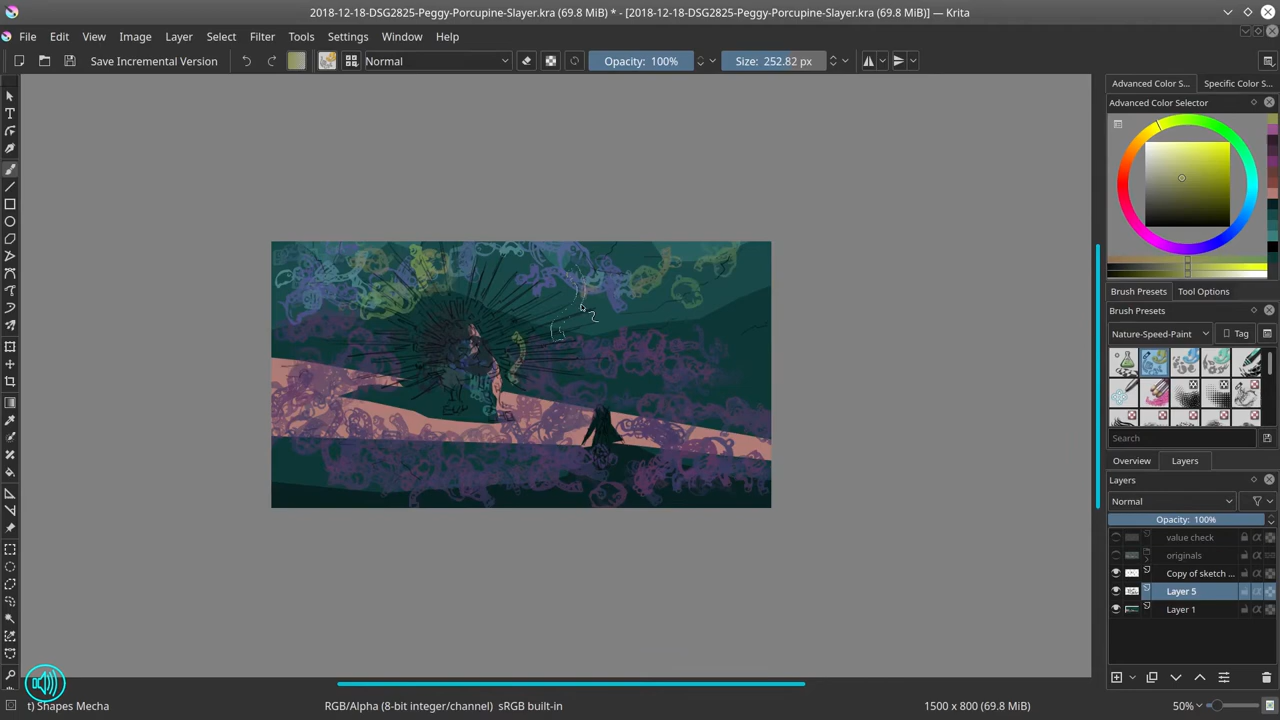 2018-12-18-DSG2825-Peggy-Porcupine-Slayer.kra (69.8 MiB) * - [2018-12-18-DSG2825-Peggy-Porcupine-Slayer.kra (69.8 MiB)] — Krita
File Edit View Image Layer Select Filter Tools Settings Window Help
Save Incremental Version Normal Opacity: 100% Size: 252.82 px
Advanced Color S... Specific Color S...
Advanced Color Selector
Brush Presets Tool Options
Brush Presets
Nature-Speed-Paint Tag
Search
Overview Layers
Layers
Normal
Opacity: 100%
value check
originals
Copy of sketch ...
Layer 5
Layer 1
t) Shapes Mecha RGB/Alpha (8-bit integer/channel) sRGB built-in 1500 x 800 (69.8 MiB) 50%